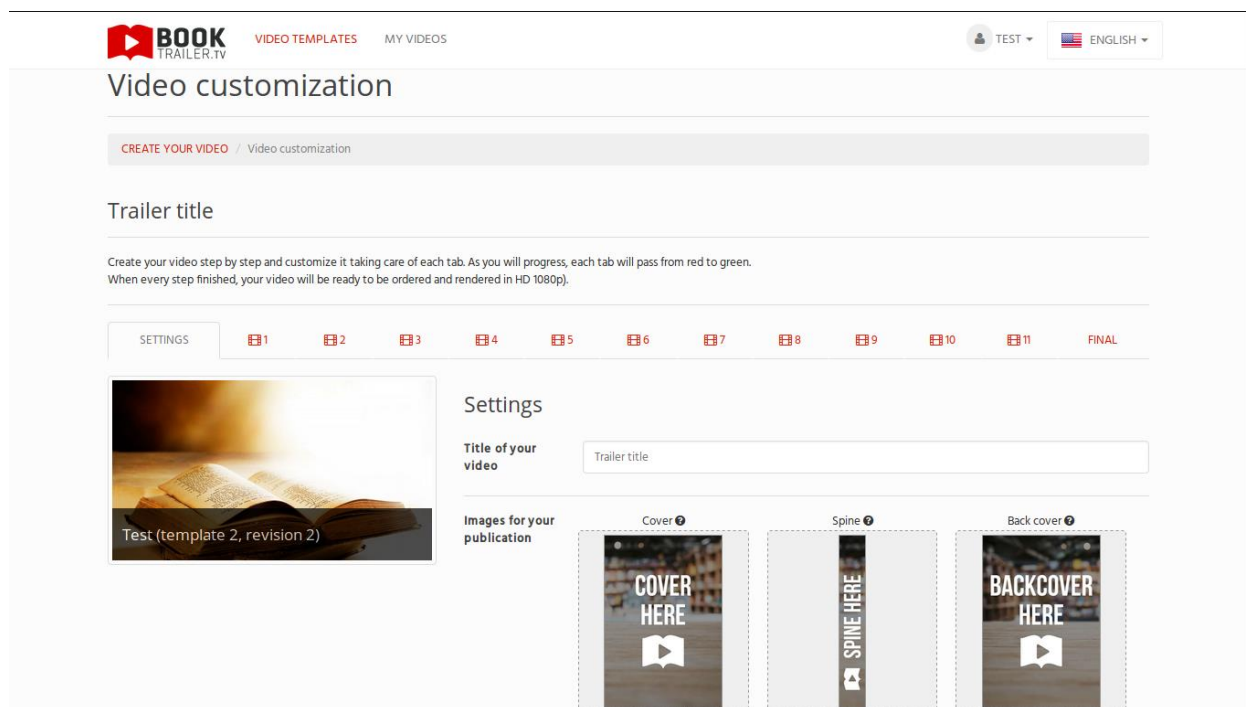 BOOK
TRAILER.TV
VIDEO TEMPLATES
MY VIDEOS
TEST
ENGLISH
Video customization
CREATE YOUR VIDEO / Video customization
Trailer title
Create your video step by step and customize it taking care of each tab. As you will progress, each tab will pass from red to green.
When every step finished, your video will be ready to be ordered and rendered in HD 1080p).
SETTINGS
1
2
3
4
5
6
7
8
9
10
11
FINAL
Test (template 2, revision 2)
Settings
Title of your
video
Trailer title
Images for your
publication
Cover
Spine
Back cover
COVER
HERE
SPINE HERE
BACKCOVER
HERE